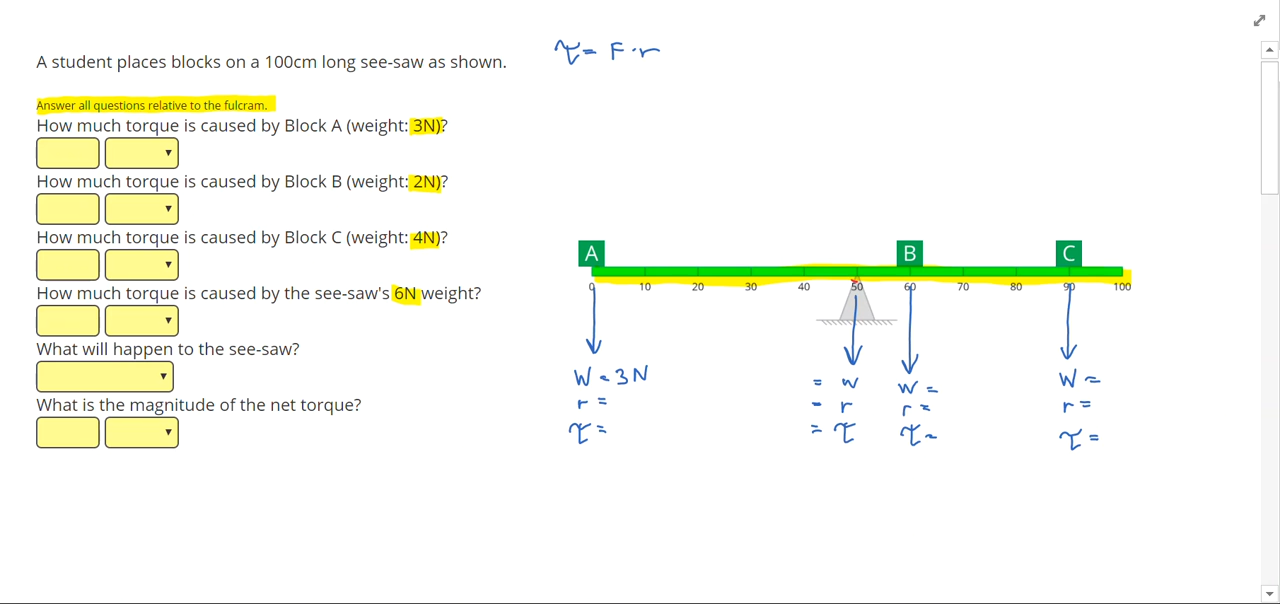 A student places blocks on a 100cm long see-saw as shown.
τ = F · r
Answer all questions relative to the fulcram.
How much torque is caused by Block A (weight: 3N)?
How much torque is caused by Block B (weight: 2N)?
How much torque is caused by Block C (weight: 4N)?
How much torque is caused by the see-saw's 6N weight?
What will happen to the see-saw?
What is the magnitude of the net torque?
A B C
0 10 20 30 40 50 60 70 80 90 100
W = 3N = W W = W =
r = = r r = r =
τ = = τ τ = τ =